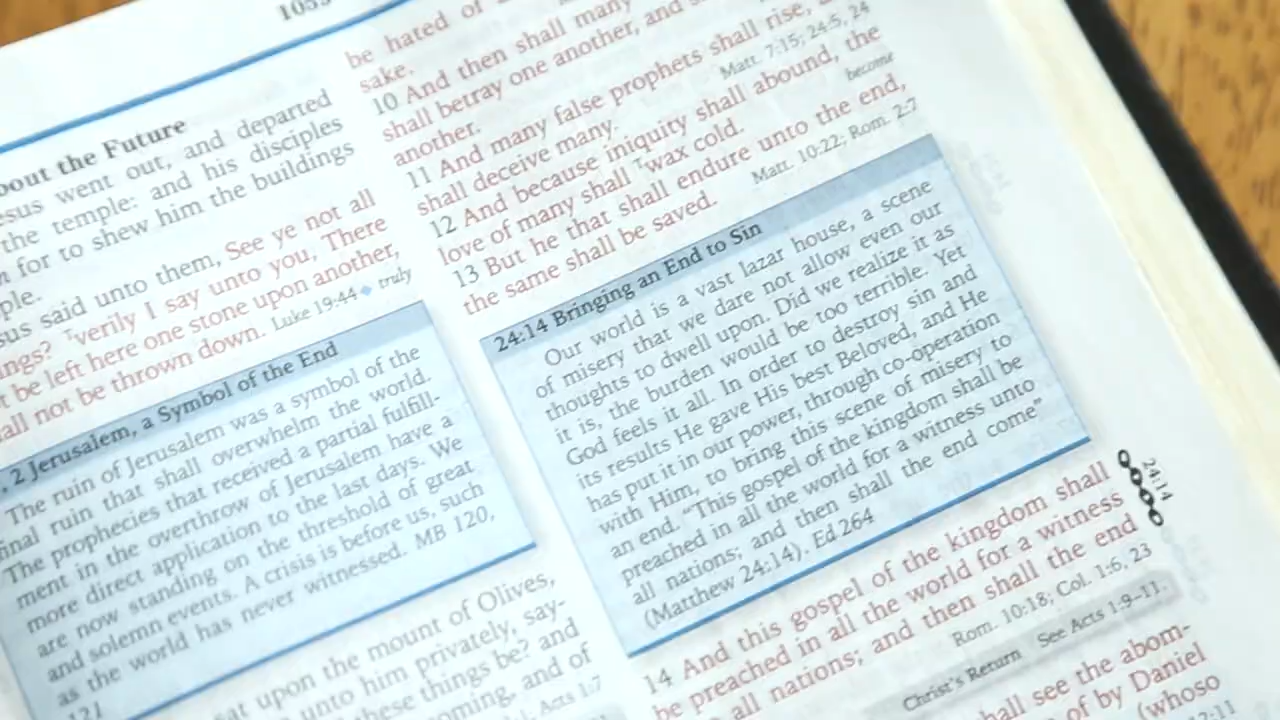 bout the Future
esus went out, and departed
the temple: and his disciples
for to shew him the buildings
ple.
sus said unto them, See ye not all
ings? verily I say unto you, There
t be left here one stone upon another,
all not be thrown down. Luke 19:44 truly
, 2 Jerusalem, a Symbol of the End
The ruin of Jerusalem was a symbol of the
final ruin that shall overwhelm the world.
The prophecies that received a partial fulfill-
ment in the overthrow of Jerusalem have a
more direct application to the last days. We
are now standing on the threshold of great
and solemn events. A crisis is before us, such
as the world has never witnessed. MB 120,
121
at upon the mount of Olives,
unto him privately, say-
these things be? and
oming, and of
Acts 1:7
be hated of
sake.
10 And then shall many
shall betray one another, and s
another.
11 And many false prophets shall rise,
shall deceive many. Matt. 7:15; 24:5, 24
12 And because iniquity shall abound, the
love of many shall wax cold. become
13 But he that shall endure unto the end,
the same shall be saved. Matt. 10:22; Rom. 2:7
24:14 Bringing an End to Sin
Our world is a vast lazar house, a scene
of misery that we dare not allow even our
thoughts to dwell upon. Did we realize it as
it is, the burden would be too terrible. Yet
God feels it all. In order to destroy sin and
its results He gave His best Beloved, and He
has put it in our power, through co-operation
with Him, to bring this scene of misery to
an end. "This gospel of the kingdom shall be
preached in all the world for a witness unto
all nations; and then shall the end come"
(Matthew 24:14). Ed 264
24:14
14 And this gospel of the kingdom shall
be preached in all the world for a witness
all nations; and then shall the end
Rom. 10:18; Col. 1:6, 23
Christ's Return See Acts 1:9-11.
hall see the abom-
of by Daniel
(whoso